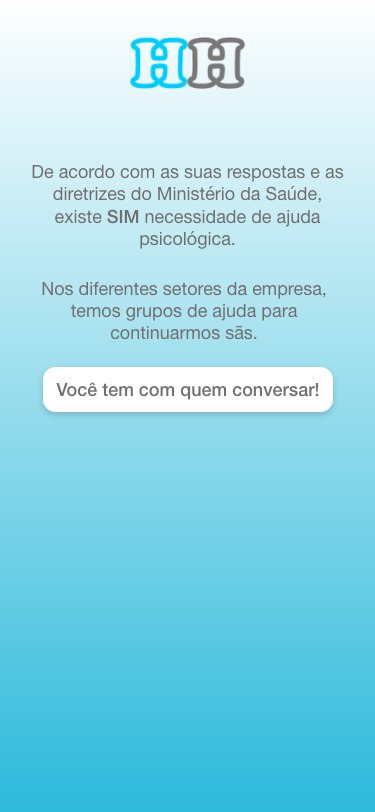 HH
De acordo com as suas respostas e as
diretrizes do Ministério da Saúde,
existe SIM necessidade de ajuda
psicológica.
Nos diferentes setores da empresa,
temos grupos de ajuda para
continuarmos sãs.
Você tem com quem conversar!